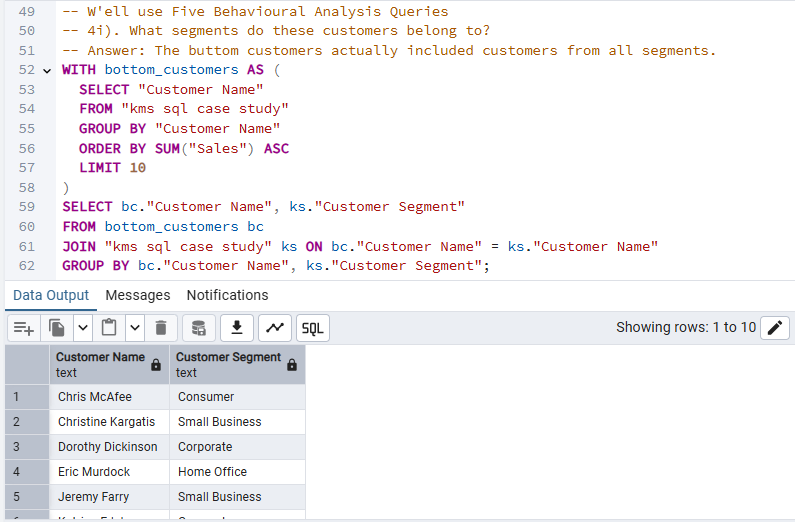 49 -- W'ell use Five Behavioural Analysis Queries
50 -- 4i). What segments do these customers belong to?
51 -- Answer: The buttom customers actually included customers from all segments.
52 WITH bottom_customers AS (
53 SELECT "Customer Name"
54 FROM "kms sql case study"
55 GROUP BY "Customer Name"
56 ORDER BY SUM("Sales") ASC
57 LIMIT 10
58 )
59 SELECT bc."Customer Name", ks."Customer Segment"
60 FROM bottom_customers bc
61 JOIN "kms sql case study" ks ON bc."Customer Name" = ks."Customer Name"
62 GROUP BY bc."Customer Name", ks."Customer Segment";
Data Output Messages Notifications
SQL Showing rows: 1 to 10
Customer Name Customer Segment
text text
1 Chris McAfee Consumer
2 Christine Kargatis Small Business
3 Dorothy Dickinson Corporate
4 Eric Murdock Home Office
5 Jeremy Farry Small Business